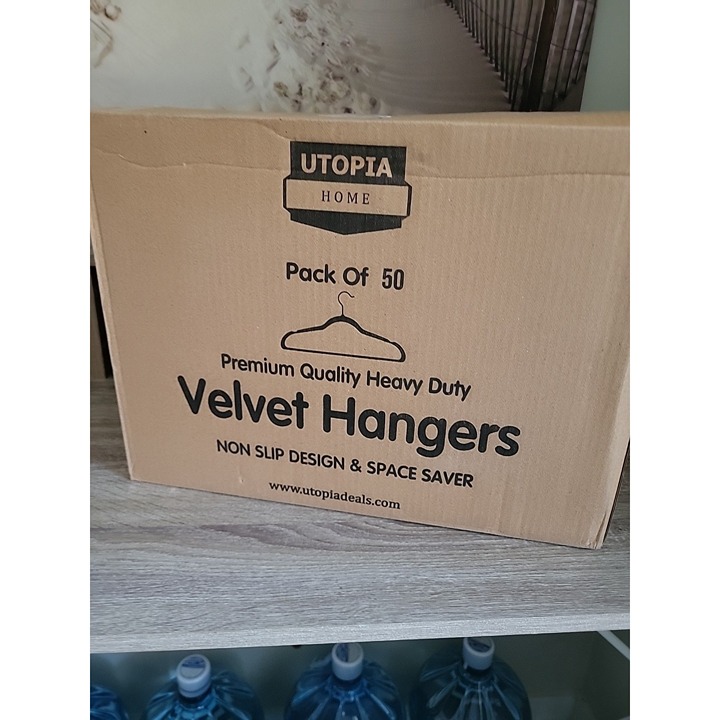 UTOPIA
HOME
Pack Of 50
Premium Quality Heavy Duty
Velvet Hangers
NON SLIP DESIGN & SPACE SAVER
www.utopiadeals.com